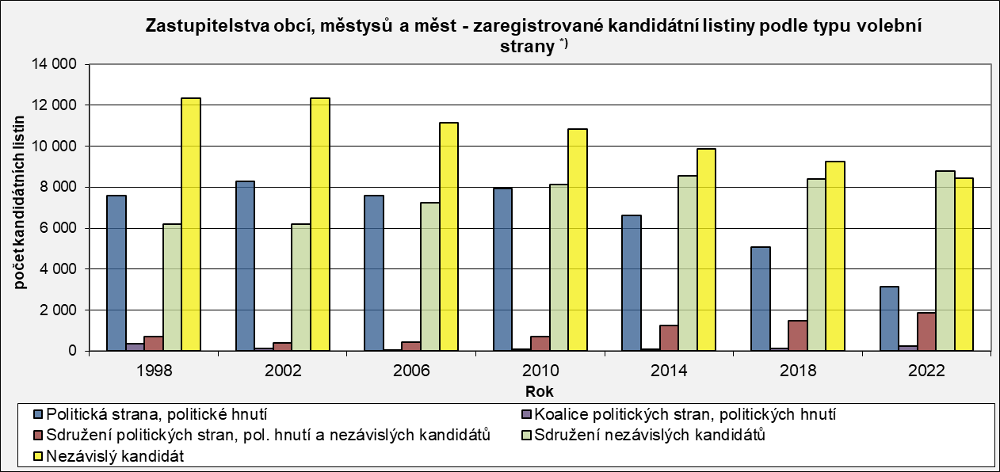 Zastupitelstva obcí, městysů a měst - zaregistrované kandidátní listiny podle typu volební
strany *)
počet kandidátních listin
14 000
12 000
10 000
8 000
6 000
4 000
2 000
0
1998 2002 2006 2010 2014 2018 2022
Rok
Politická strana, politické hnutí Koalice politických stran, politických hnutí
Sdružení politických stran, pol. hnutí a nezávislých kandidátů Sdružení nezávislých kandidátů
Nezávislý kandidát